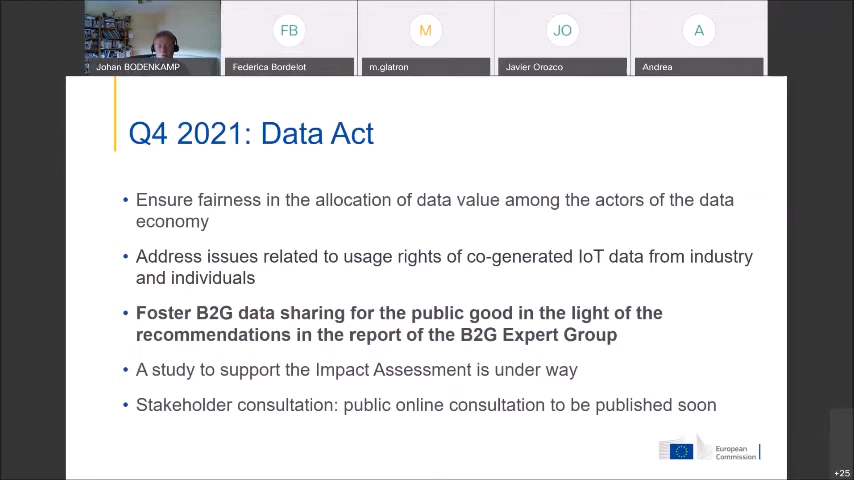 FB
M
JO
A
Johan BODENKAMP
Federica Bordelot
m.glatron
Javier Orozco
Andrea
Q4 2021: Data Act
• Ensure fairness in the allocation of data value among the actors of the data
economy
• Address issues related to usage rights of co-generated IoT data from industry
and individuals
• Foster B2G data sharing for the public good in the light of the
recommendations in the report of the B2G Expert Group
• A study to support the Impact Assessment is under way
• Stakeholder consultation: public online consultation to be published soon
European
Commission
+25